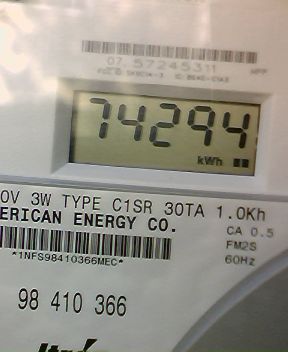 07 57245311
74294
kWh
0V 3W TYPE C1SR 30TA 1.0Kh
ERICAN ENERGY CO.
CA 0.5
FM2S
*1NFS98410366MEC*
60Hz
98 410 366
Itrón